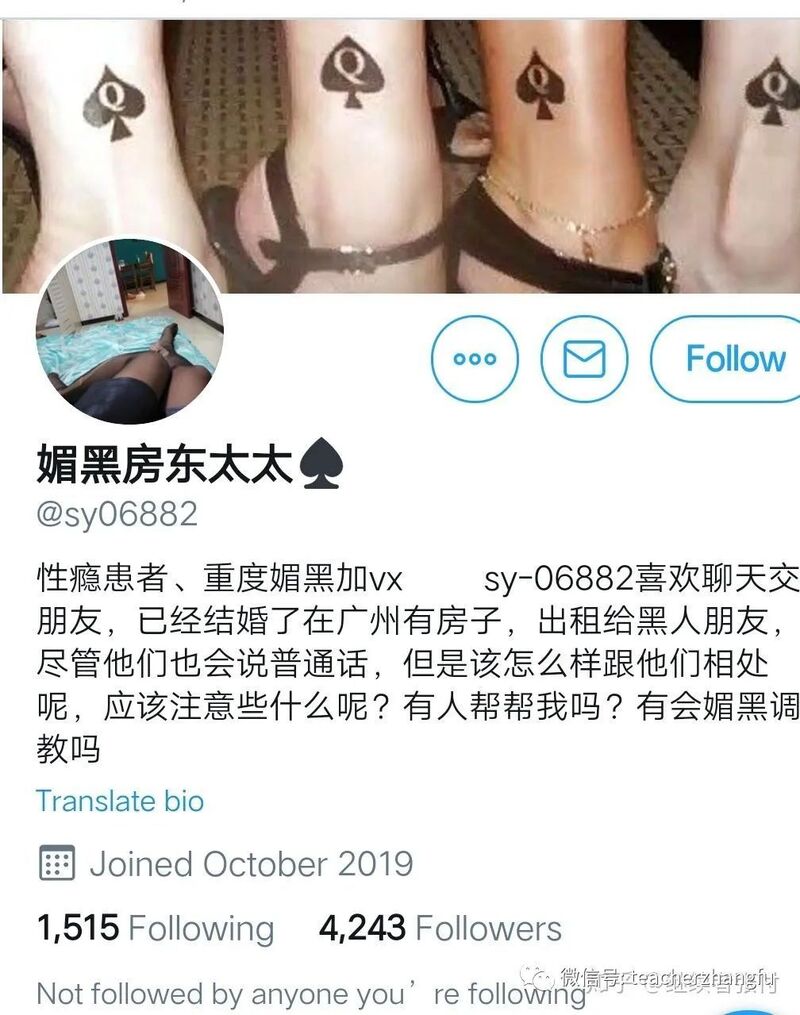 Q
Q
Q
Q
Follow
媚黑房东太太♠
@sy06882
性瘾患者、重度媚黑加vx sy-06882喜欢聊天交
朋友，已经结婚了在广州有房子，出租给黑人朋友，
尽管他们也会说普通话，但是该怎么样跟他们相处
呢，应该注意些什么呢？有人帮帮我吗？有会媚黑调
教吗
Translate bio
Joined October 2019
1,515 Following 4,243 Followers
微信号: teacherzhangfu
Not followed by anyone you’re following